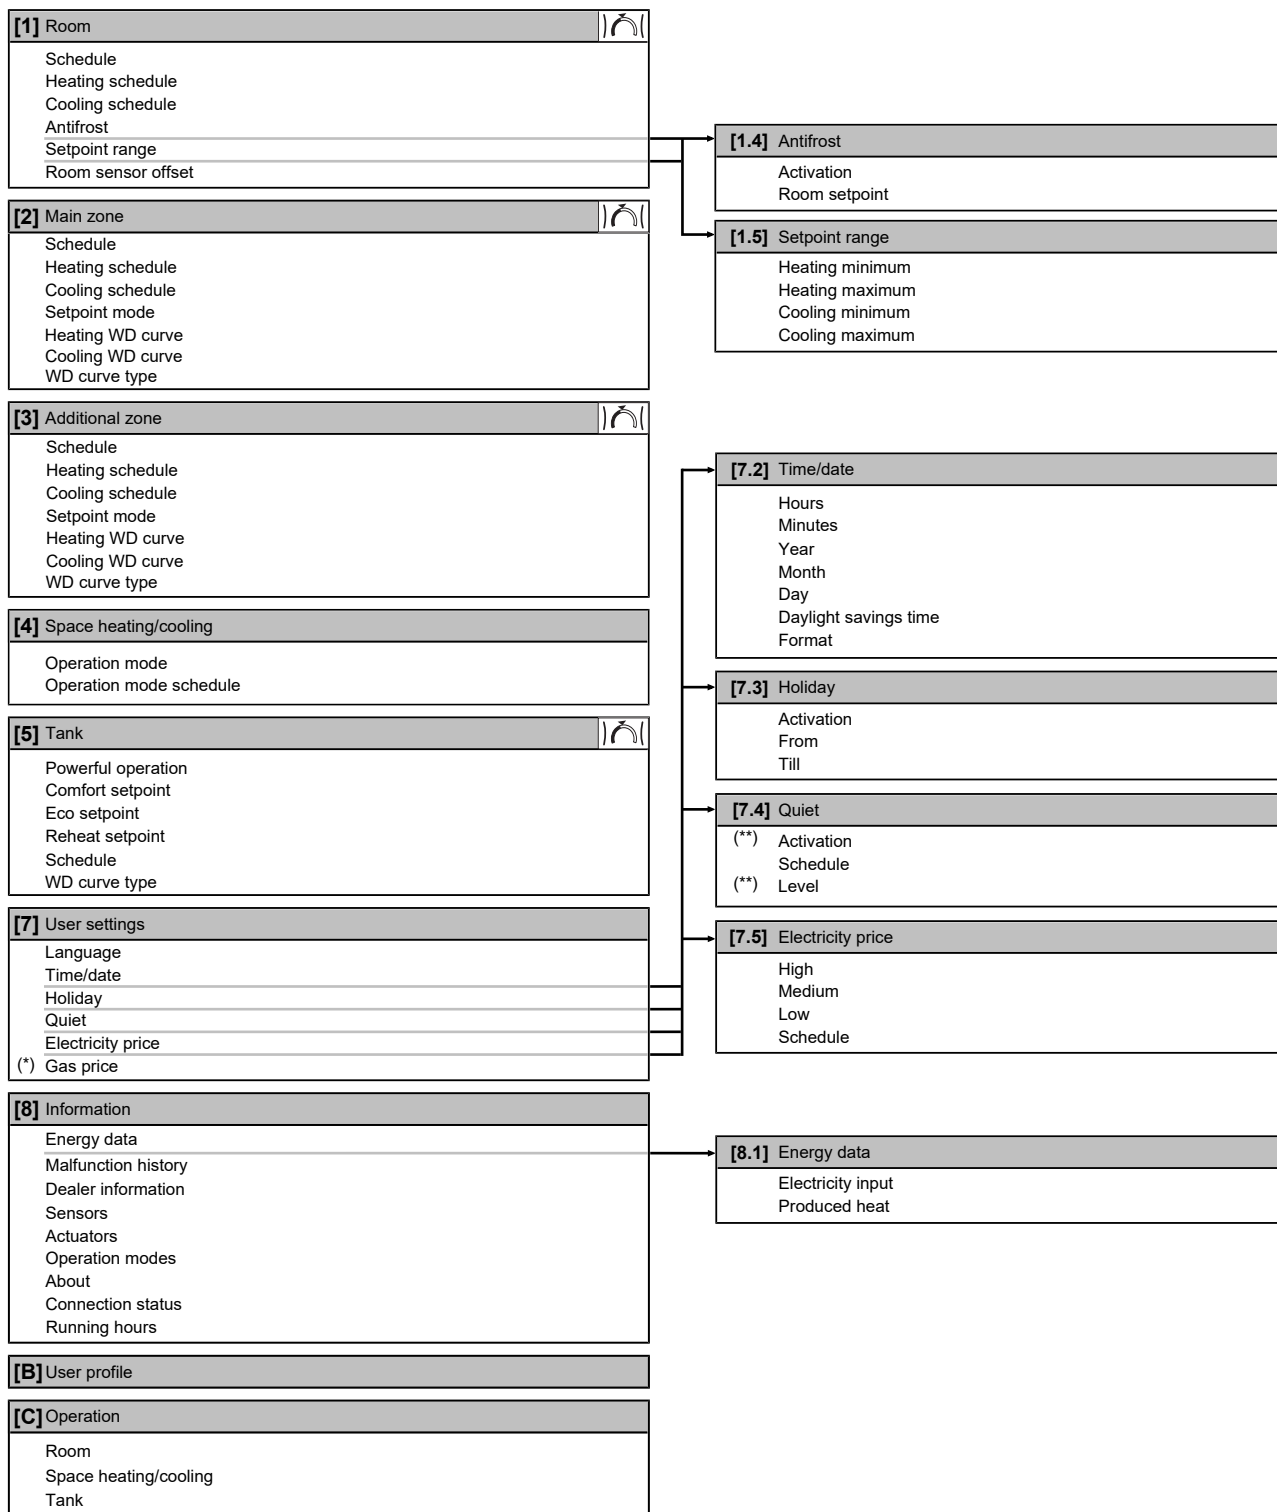 [1] Room
Schedule
Heating schedule
Cooling schedule
Antifrost
Setpoint range
Room sensor offset
[2] Main zone
Schedule
Heating schedule
Cooling schedule
Setpoint mode
Heating WD curve
Cooling WD curve
WD curve type
[3] Additional zone
Schedule
Heating schedule
Cooling schedule
Setpoint mode
Heating WD curve
Cooling WD curve
WD curve type
[4] Space heating/cooling
Operation mode
Operation mode schedule
[5] Tank
Powerful operation
Comfort setpoint
Eco setpoint
Reheat setpoint
Schedule
WD curve type
[7] User settings
Language
Time/date
Holiday
Quiet
Electricity price
(*) Gas price
[8] Information
Energy data
Malfunction history
Dealer information
Sensors
Actuators
Operation modes
About
Connection status
Running hours
[B] User profile
[C] Operation
Room
Space heating/cooling
Tank
[1.4] Antifrost
Activation
Room setpoint
[1.5] Setpoint range
Heating minimum
Heating maximum
Cooling minimum
Cooling maximum
[7.2] Time/date
Hours
Minutes
Year
Month
Day
Daylight savings time
Format
[7.3] Holiday
Activation
From
Till
[7.4] Quiet
(**) Activation
Schedule
(**) Level
[7.5] Electricity price
High
Medium
Low
Schedule
[8.1] Energy data
Electricity input
Produced heat